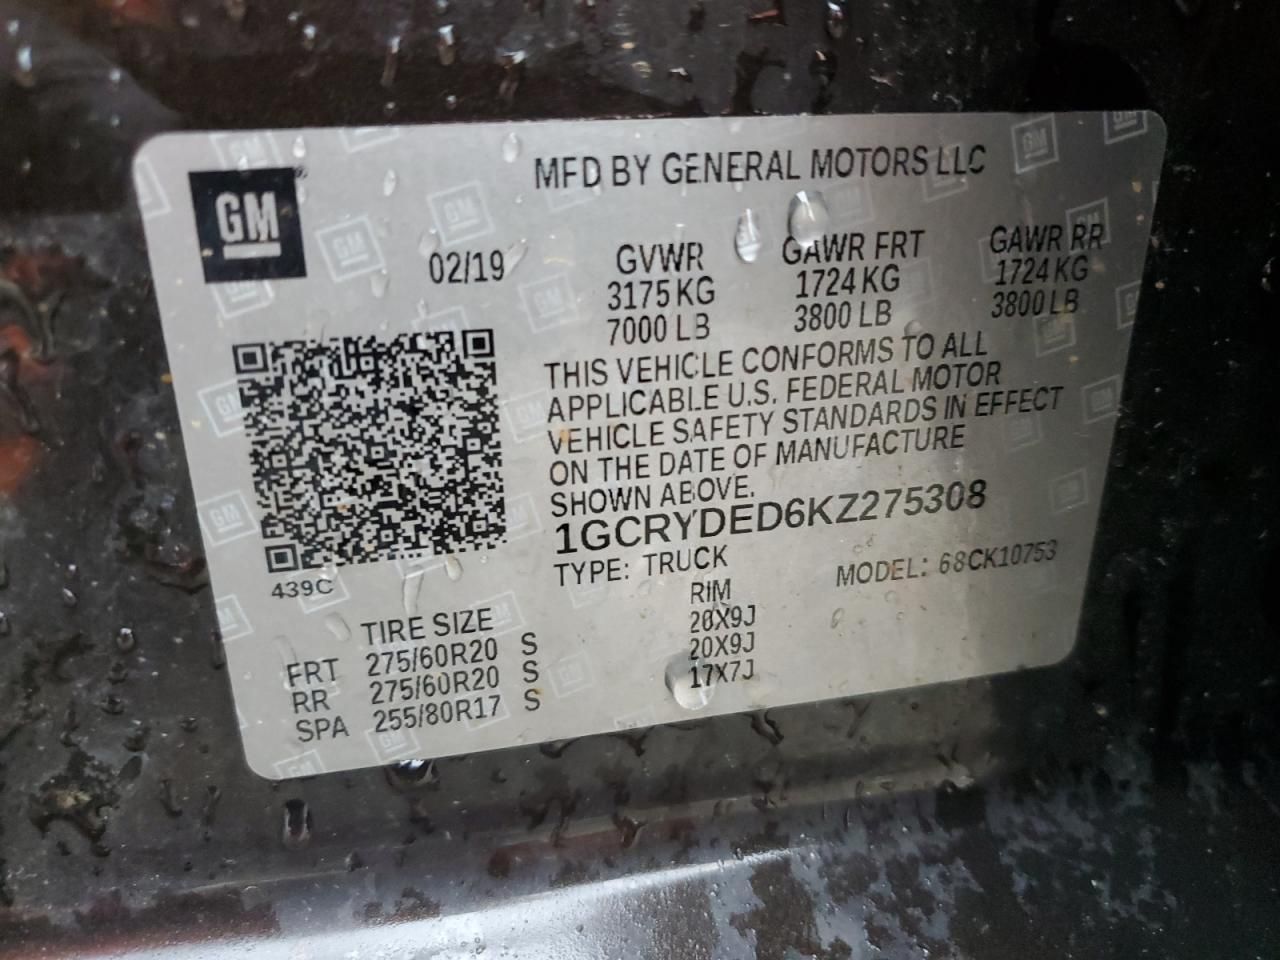 GM
MFD BY GENERAL MOTORS LLC
02/19
GVWR GAWR FRT GAWR RR
3175 KG 1724 KG 1724 KG
7000 LB 3800 LB 3800 LB
THIS VEHICLE CONFORMS TO ALL
APPLICABLE U.S. FEDERAL MOTOR
VEHICLE SAFETY STANDARDS IN EFFECT
ON THE DATE OF MANUFACTURE
SHOWN ABOVE.
1GCRYDED6KZ275308
TYPE: TRUCK MODEL: 68CK10753
439C
TIRE SIZE RIM
FRT 275/60R20 S 20X9J
RR 275/60R20 S 20X9J
SPA 255/80R17 S 17X7J